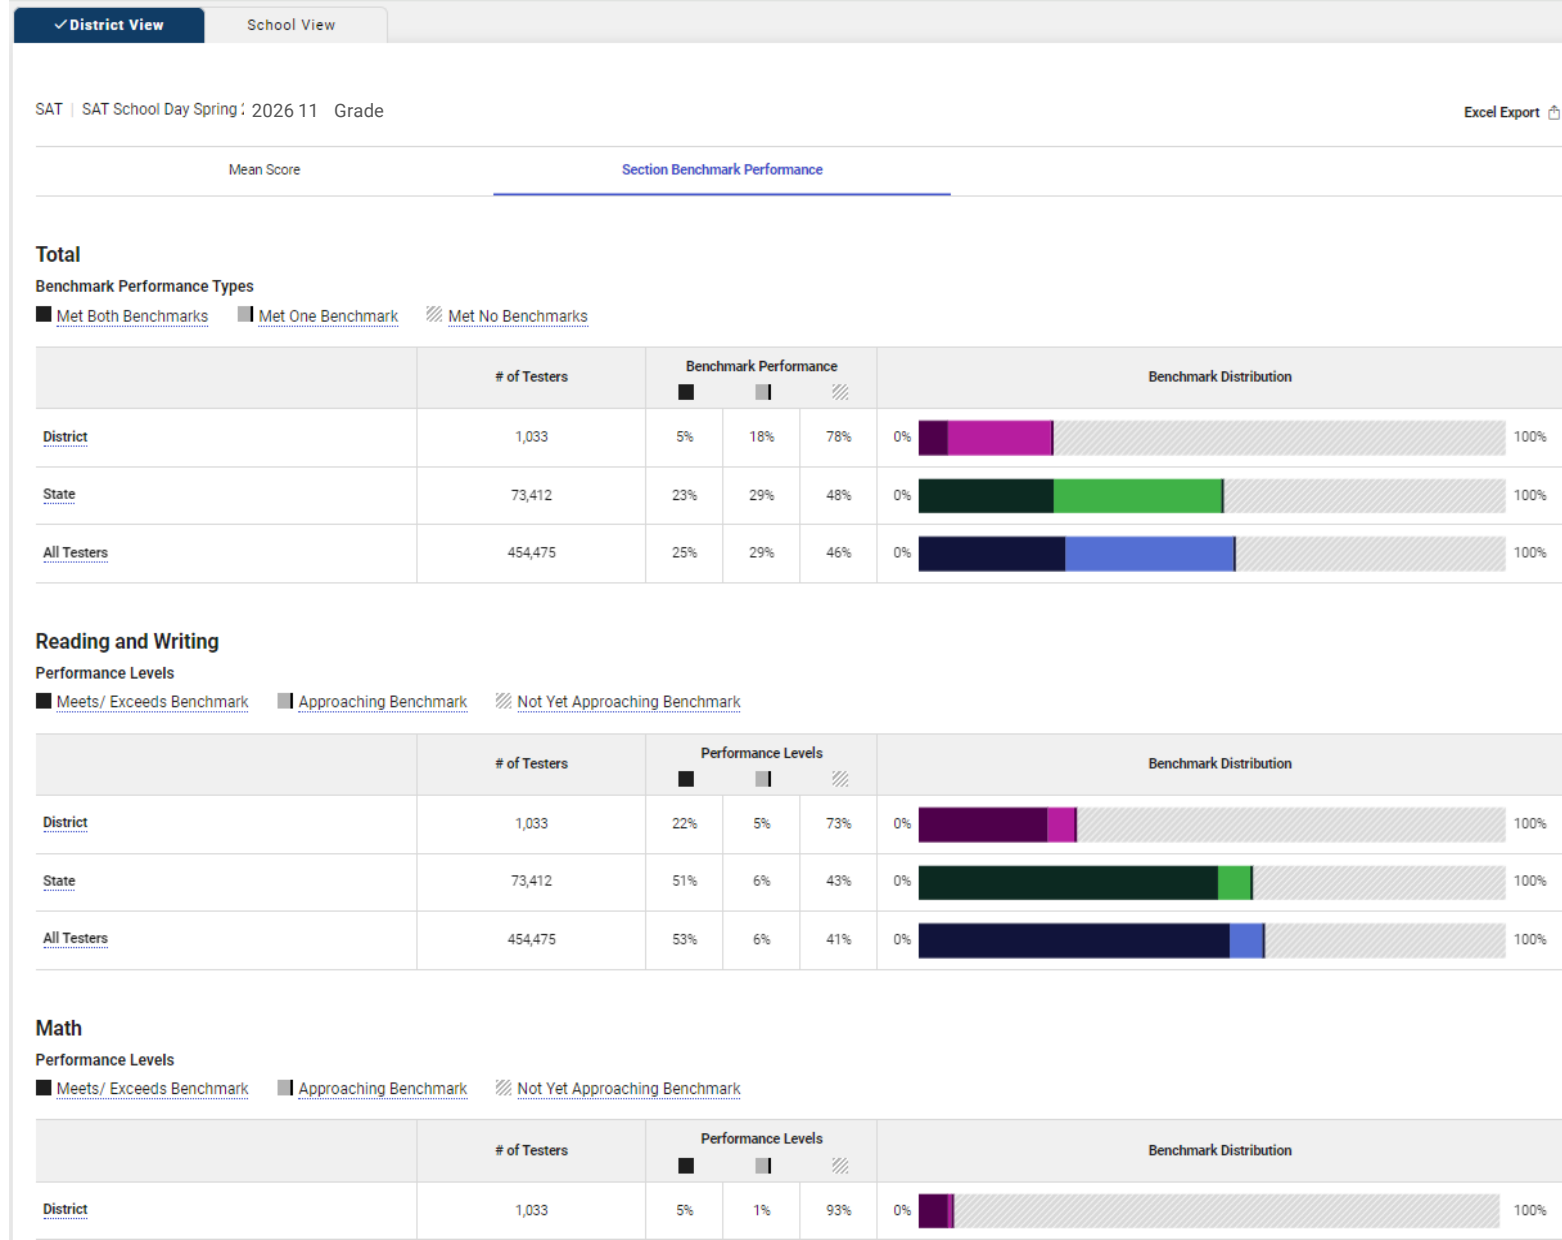 ✓District View School View
SAT | SAT School Day Spring 2026 11 Grade
Excel Export
Mean Score Section Benchmark Performance
Total
Benchmark Performance Types
Met Both Benchmarks Met One Benchmark Met No Benchmarks
# of Testers Benchmark Performance Benchmark Distribution
District 1,033 5% 18% 78% 0% 100%
State 73,412 23% 29% 48% 0% 100%
All Testers 454,475 25% 29% 46% 0% 100%
Reading and Writing
Performance Levels
Meets/ Exceeds Benchmark Approaching Benchmark Not Yet Approaching Benchmark
# of Testers Performance Levels Benchmark Distribution
District 1,033 22% 5% 73% 0% 100%
State 73,412 51% 6% 43% 0% 100%
All Testers 454,475 53% 6% 41% 0% 100%
Math
Performance Levels
Meets/ Exceeds Benchmark Approaching Benchmark Not Yet Approaching Benchmark
# of Testers Performance Levels Benchmark Distribution
District 1,033 5% 1% 93% 0% 100%